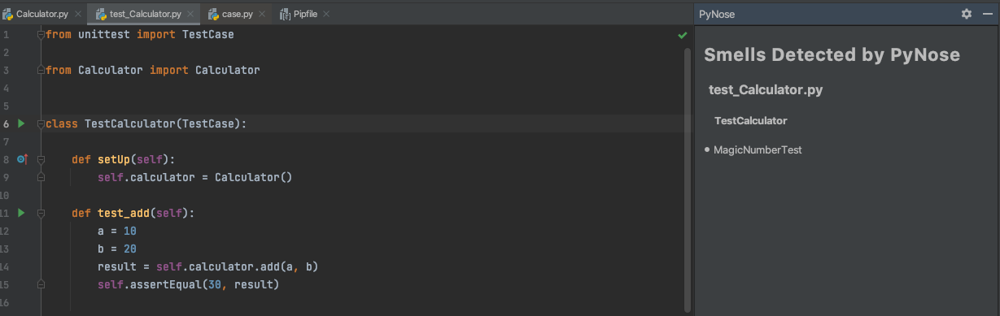 Calculator.py test_Calculator.py case.py Pipfile PyNose
1 from unittest import TestCase
2
3 from Calculator import Calculator
4
5
6 class TestCalculator(TestCase):
7
8 def setUp(self):
9 self.calculator = Calculator()
10
11 def test_add(self):
12 a = 10
13 b = 20
14 result = self.calculator.add(a, b)
15 self.assertEqual(30, result)
16
Smells Detected by PyNose
test_Calculator.py
TestCalculator
• MagicNumberTest